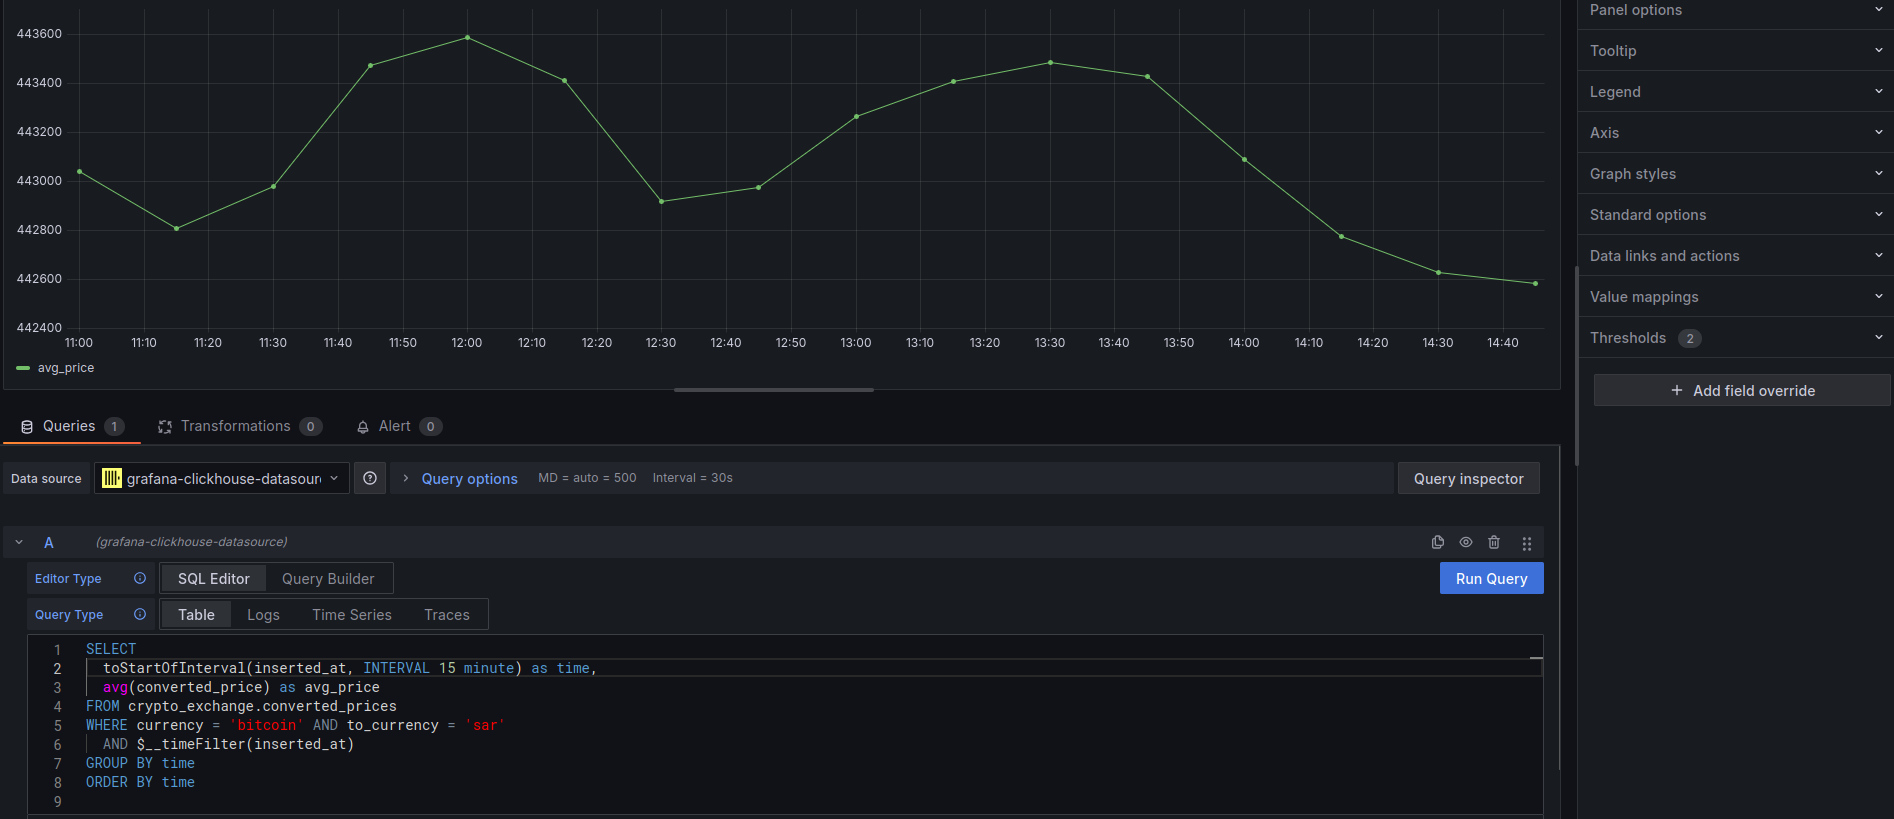 443600
443400
443200
443000
442800
442600
442400
11:00 11:10 11:20 11:30 11:40 11:50 12:00 12:10 12:20 12:30 12:40 12:50 13:00 13:10 13:20 13:30 13:40 13:50 14:00 14:10 14:20 14:30 14:40
avg_price
Panel options
Tooltip
Legend
Axis
Graph styles
Standard options
Data links and actions
Value mappings
Thresholds 2
+ Add field override
Queries 1 Transformations 0 Alert 0
Data source grafana-clickhouse-datasour Query options MD = auto = 500 Interval = 30s Query inspector
A (grafana-clickhouse-datasource)
Editor Type SQL Editor Query Builder Run Query
Query Type Table Logs Time Series Traces
1 SELECT
2 toStartOfInterval(inserted_at, INTERVAL 15 minute) as time,
3 avg(converted_price) as avg_price
4 FROM crypto_exchange.converted_prices
5 WHERE currency = 'bitcoin' AND to_currency = 'sar'
6 AND $__timeFilter(inserted_at)
7 GROUP BY time
8 ORDER BY time
9